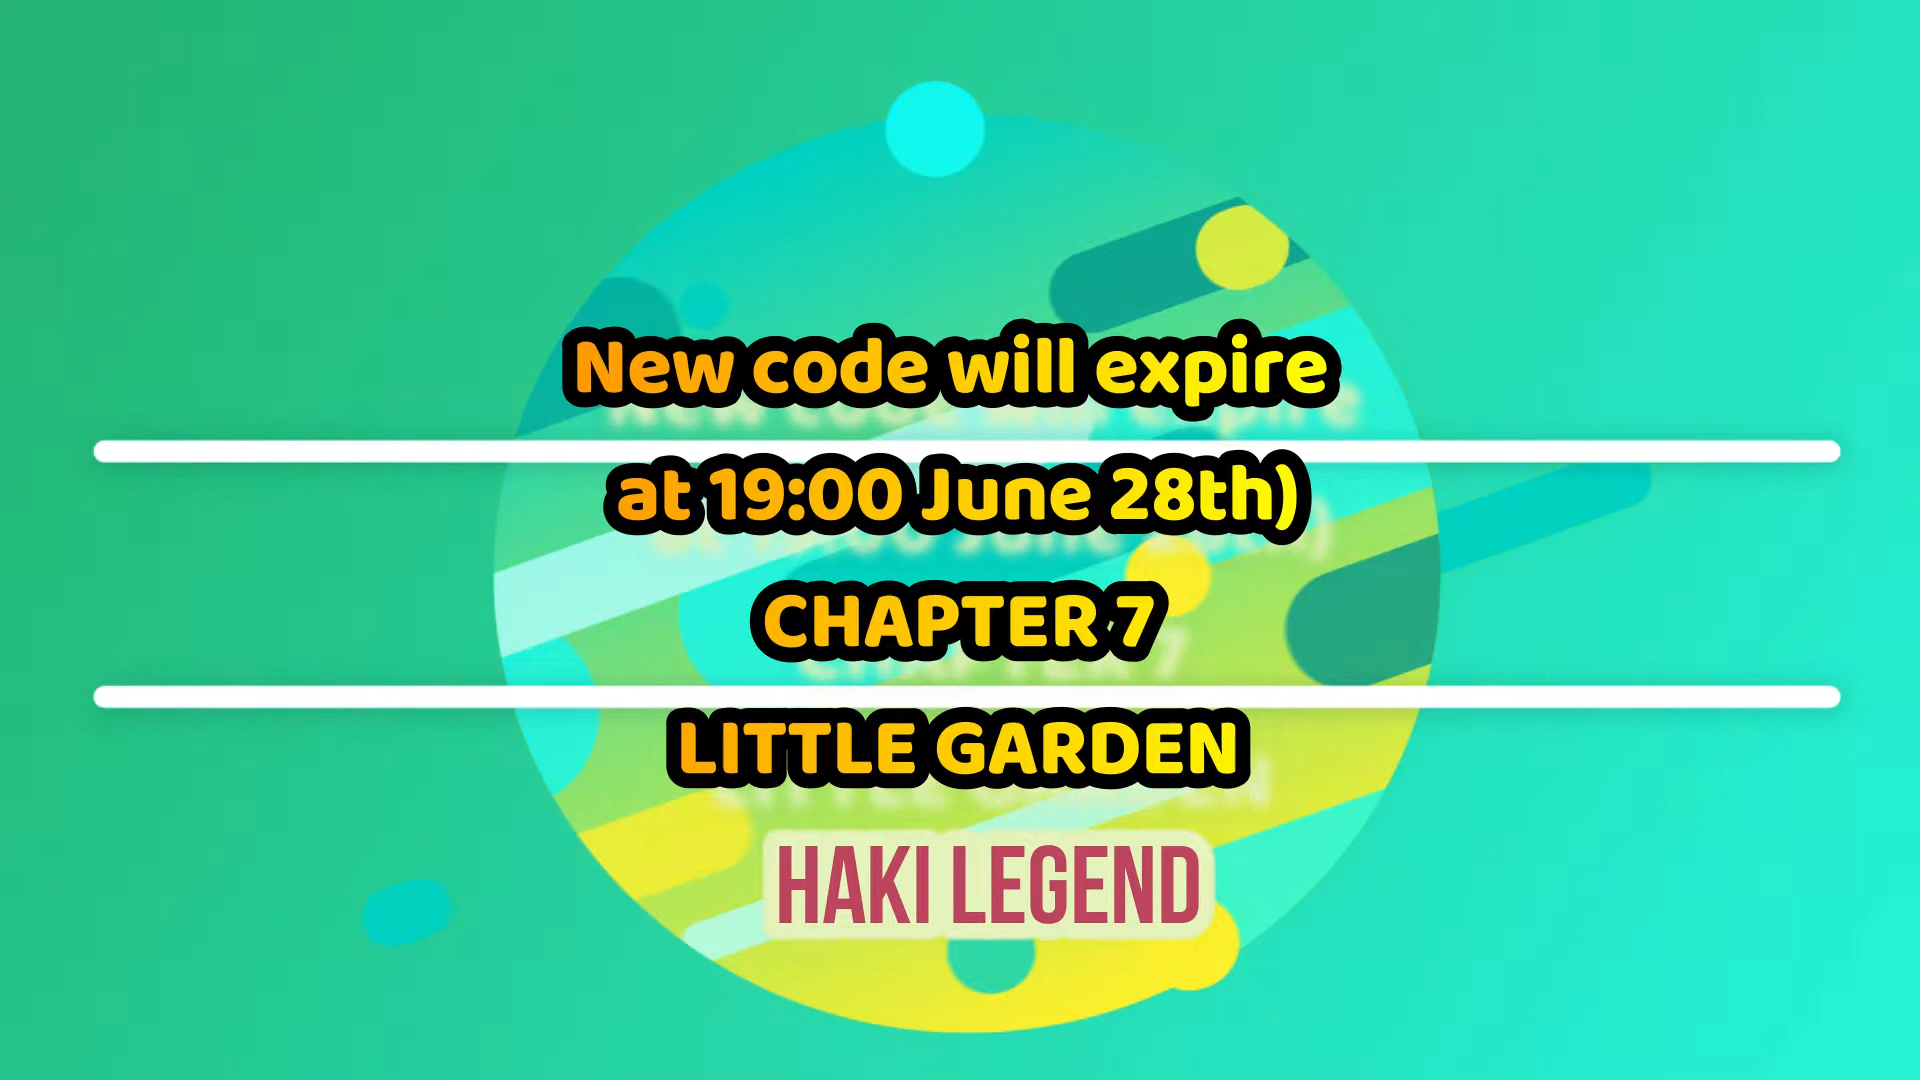 New code will expire
at 19:00 June 28th)
CHAPTER 7
LITTLE GARDEN
HAKI LEGEND